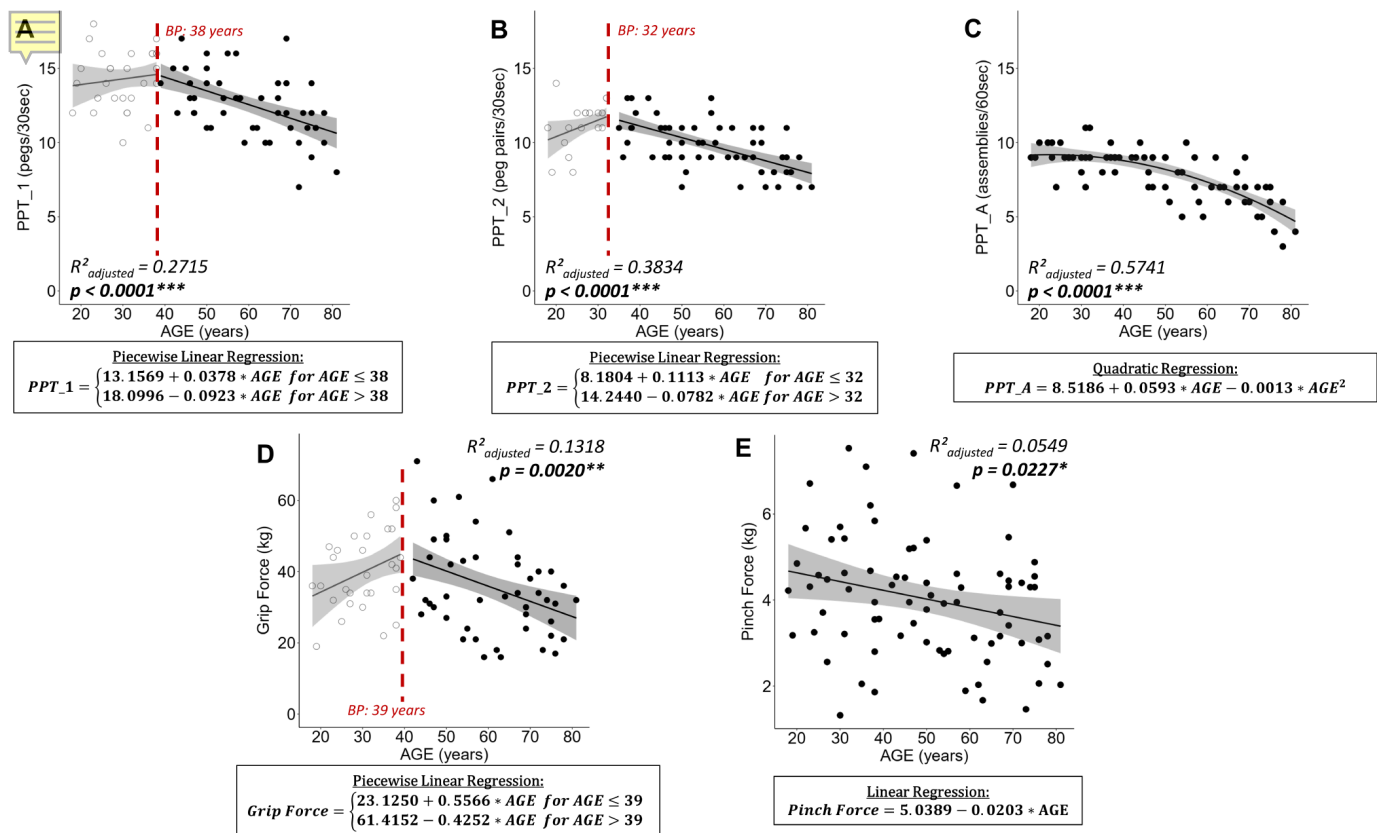 A
BP: 38 years
PPT_1 (pegs/30sec)
15
10
5
0
R²adjusted = 0.2715
p < 0.0001***
20 30 40 50 60 70 80
AGE (years)
Piecewise Linear Regression:
PPT_1 = {13.1569 + 0.0378 * AGE for AGE ≤ 38
18.0996 − 0.0923 * AGE for AGE > 38
B
BP: 32 years
PPT_2 (peg pairs/30sec)
15
10
5
0
R²adjusted = 0.3834
p < 0.0001***
20 30 40 50 60 70 80
AGE (years)
Piecewise Linear Regression:
PPT_2 = {8.1804 + 0.1113 * AGE for AGE ≤ 32
14.2440 − 0.0782 * AGE for AGE > 32
C
PPT_A (assemblies/60sec)
15
10
5
0
R²adjusted = 0.5741
p < 0.0001***
20 30 40 50 60 70 80
AGE (years)
Quadratic Regression:
PPT_A = 8.5186 + 0.0593 * AGE − 0.0013 * AGE²
D
R²adjusted = 0.1318
p = 0.0020**
Grip Force (kg)
60
40
20
0
BP: 39 years
20 30 40 50 60 70 80
AGE (years)
Piecewise Linear Regression:
Grip Force = {23.1250 + 0.5566 * AGE for AGE ≤ 39
61.4152 − 0.4252 * AGE for AGE > 39
E
R²adjusted = 0.0549
p = 0.0227*
Pinch Force (kg)
6
4
2
20 30 40 50 60 70 80
AGE (years)
Linear Regression:
Pinch Force = 5.0389 − 0.0203 * AGE